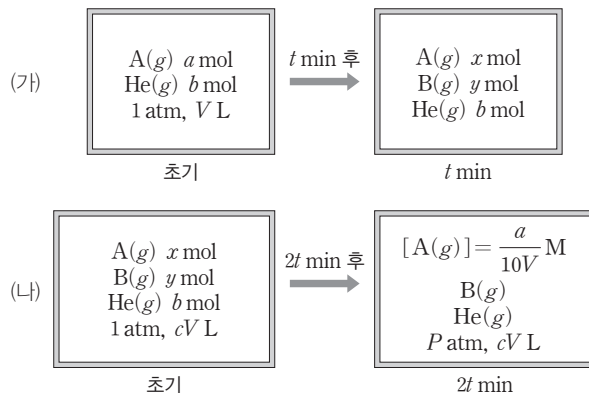 (가)
A(g) a mol
He(g) b mol
1 atm, V L
초기
t min 후
A(g) x mol
B(g) y mol
He(g) b mol
t min
(나)
A(g) x mol
B(g) y mol
He(g) b mol
1 atm, cV L
초기
2t min 후
[A(g)]= a/10V M
B(g)
He(g)
P atm, cV L
2t min